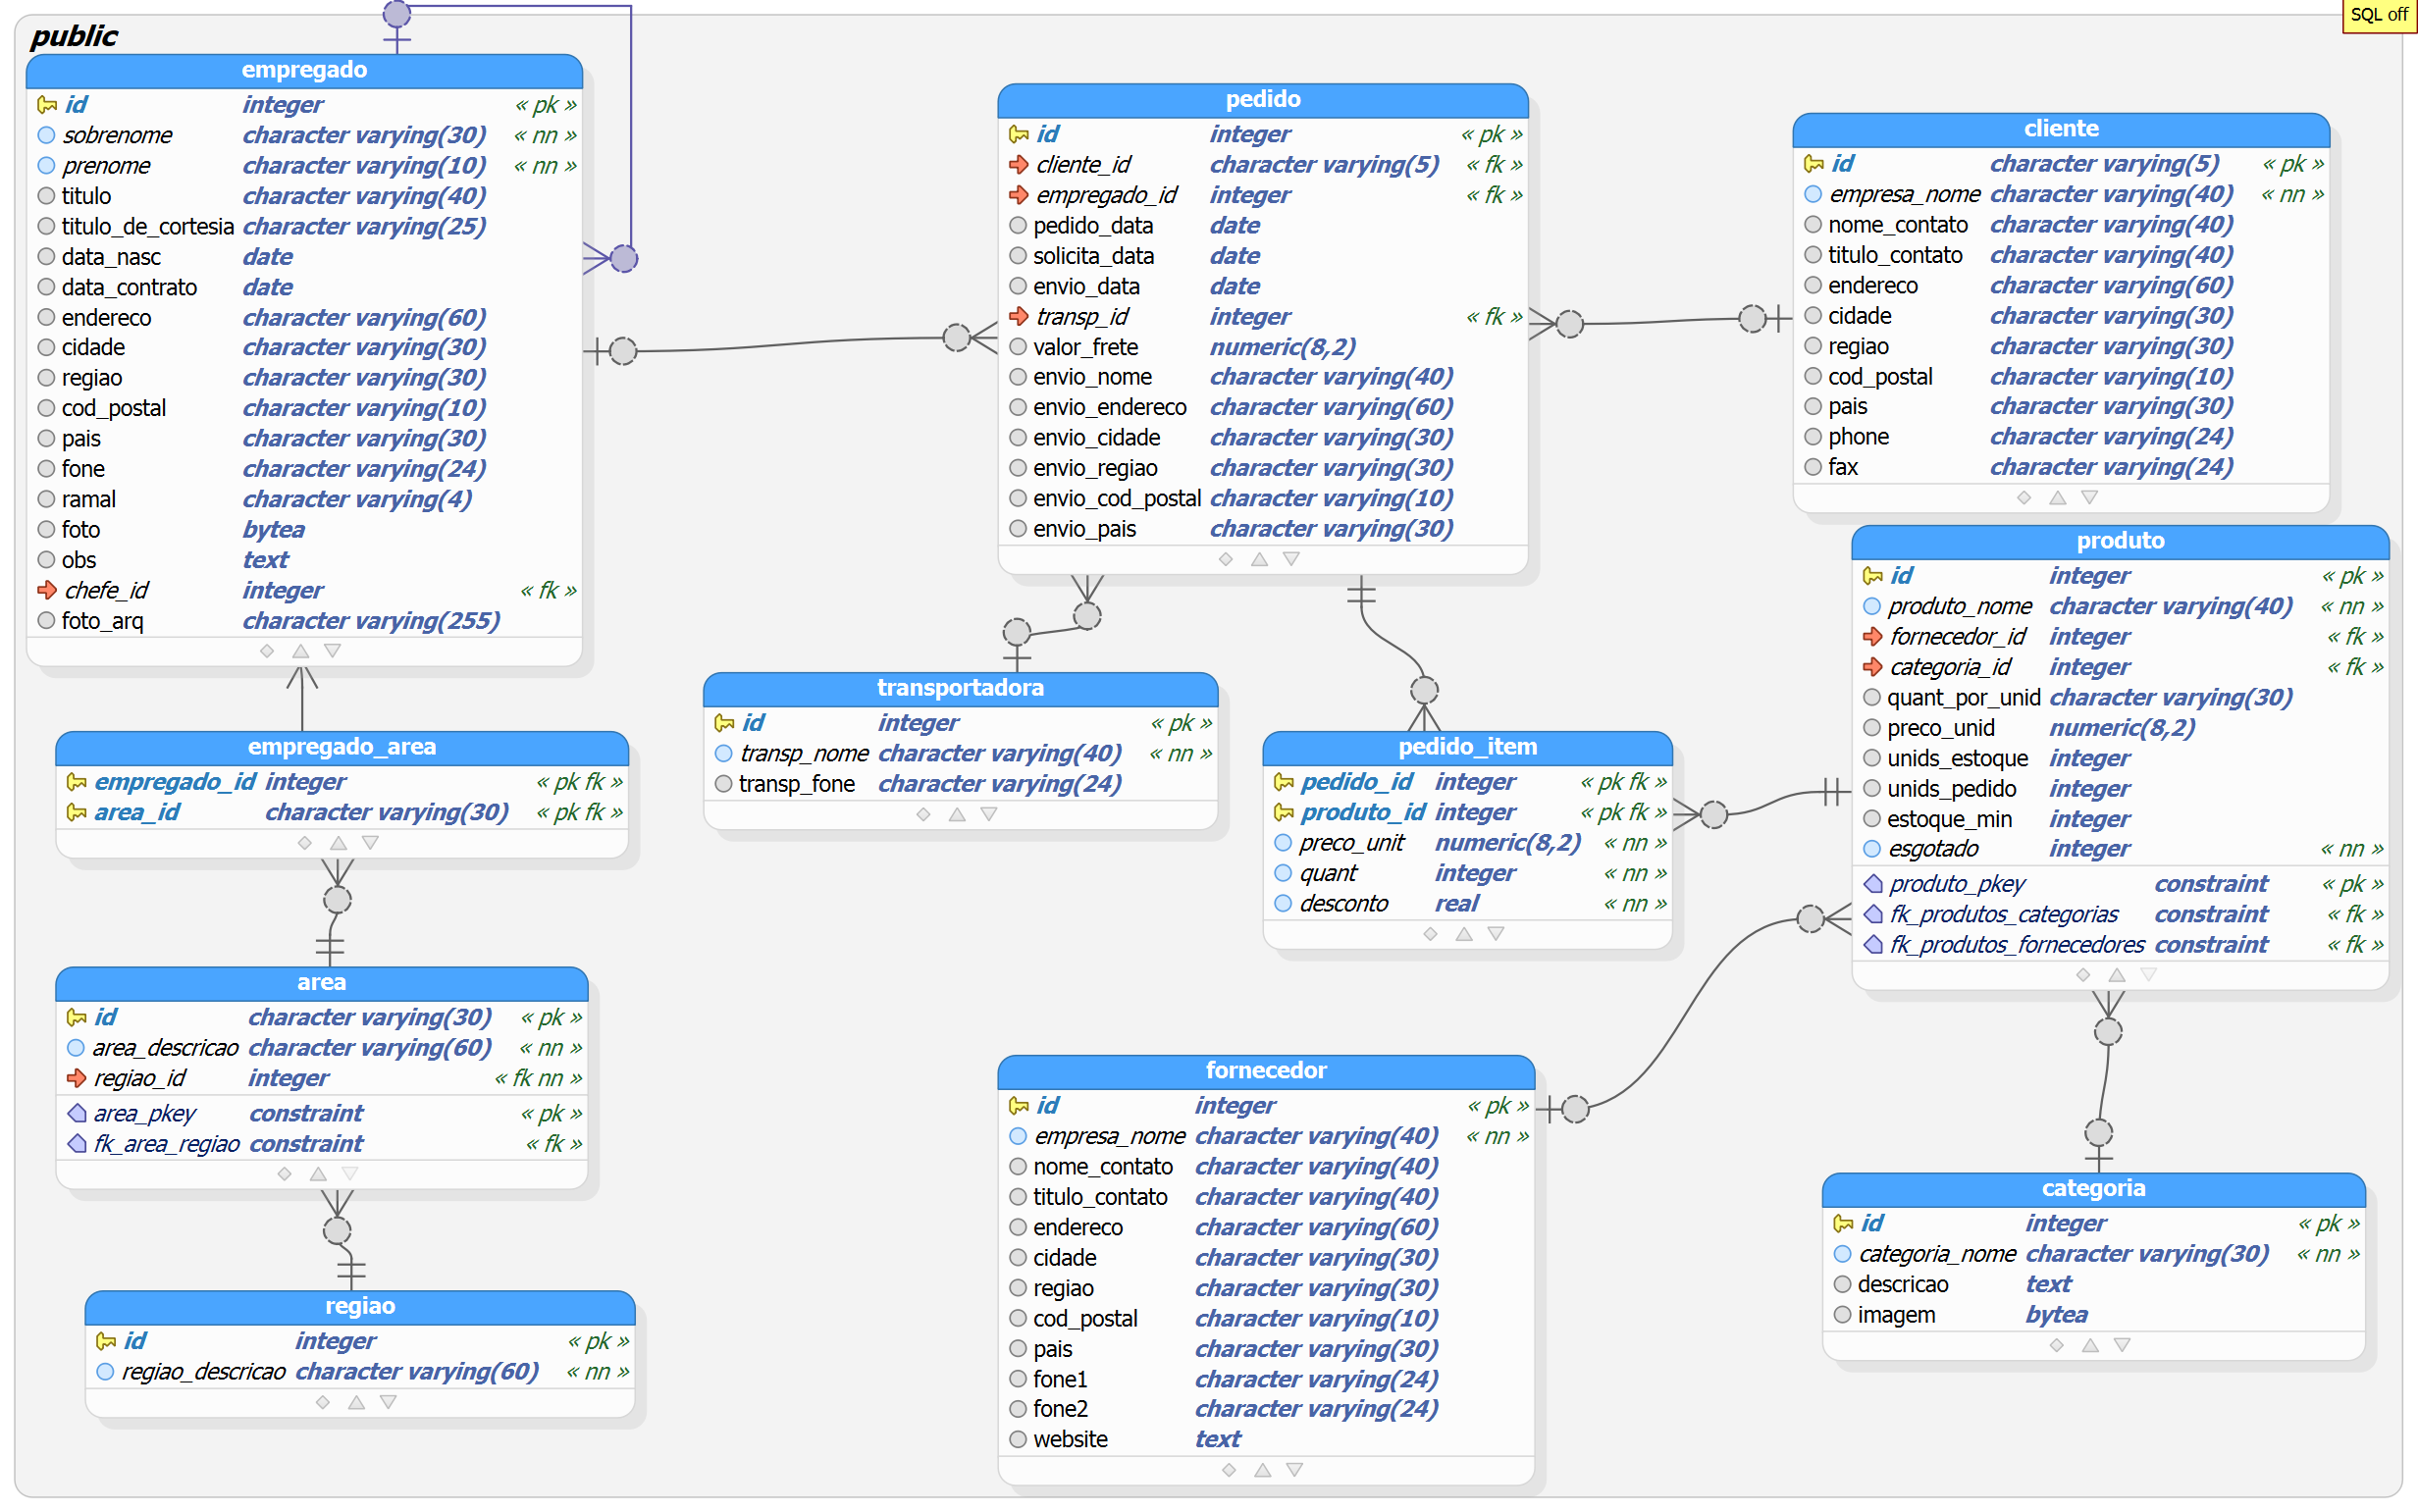 SQL off
public
empregado
id integer « pk »
sobrenome character varying(30) « nn »
prenome character varying(10) « nn »
titulo character varying(40)
titulo_de_cortesia character varying(25)
data_nasc date
data_contrato date
endereco character varying(60)
cidade character varying(30)
regiao character varying(30)
cod_postal character varying(10)
pais character varying(30)
fone character varying(24)
ramal character varying(4)
foto bytea
obs text
chefe_id integer « fk »
foto_arq character varying(255)
pedido
id integer « pk »
cliente_id character varying(5) « fk »
empregado_id integer « fk »
pedido_data date
solicita_data date
envio_data date
transp_id integer « fk »
valor_frete numeric(8,2)
envio_nome character varying(40)
envio_endereco character varying(60)
envio_cidade character varying(30)
envio_regiao character varying(30)
envio_cod_postal character varying(10)
envio_pais character varying(30)
cliente
id character varying(5) « pk »
empresa_nome character varying(40) « nn »
nome_contato character varying(40)
titulo_contato character varying(40)
endereco character varying(60)
cidade character varying(30)
regiao character varying(30)
cod_postal character varying(10)
pais character varying(30)
phone character varying(24)
fax character varying(24)
produto
id integer « pk »
produto_nome character varying(40) « nn »
fornecedor_id integer « fk »
categoria_id integer « fk »
quant_por_unid character varying(30)
preco_unid numeric(8,2)
unids_estoque integer
unids_pedido integer
estoque_min integer
esgotado integer « nn »
produto_pkey constraint « pk »
fk_produtos_categorias constraint « fk »
fk_produtos_fornecedores constraint « fk »
transportadora
id integer « pk »
transp_nome character varying(40) « nn »
transp_fone character varying(24)
pedido_item
pedido_id integer « pk fk »
produto_id integer « pk fk »
preco_unit numeric(8,2) « nn »
quant integer « nn »
desconto real « nn »
empregado_area
empregado_id integer « pk fk »
area_id character varying(30) « pk fk »
area
id character varying(30) « pk »
area_descricao character varying(60) « nn »
regiao_id integer « fk nn »
area_pkey constraint « pk »
fk_area_regiao constraint « fk »
regiao
id integer « pk »
regiao_descricao character varying(60) « nn »
fornecedor
id integer « pk »
empresa_nome character varying(40) « nn »
nome_contato character varying(40)
titulo_contato character varying(40)
endereco character varying(60)
cidade character varying(30)
regiao character varying(30)
cod_postal character varying(10)
pais character varying(30)
fone1 character varying(24)
fone2 character varying(24)
website text
categoria
id integer « pk »
categoria_nome character varying(30) « nn »
descricao text
imagem bytea